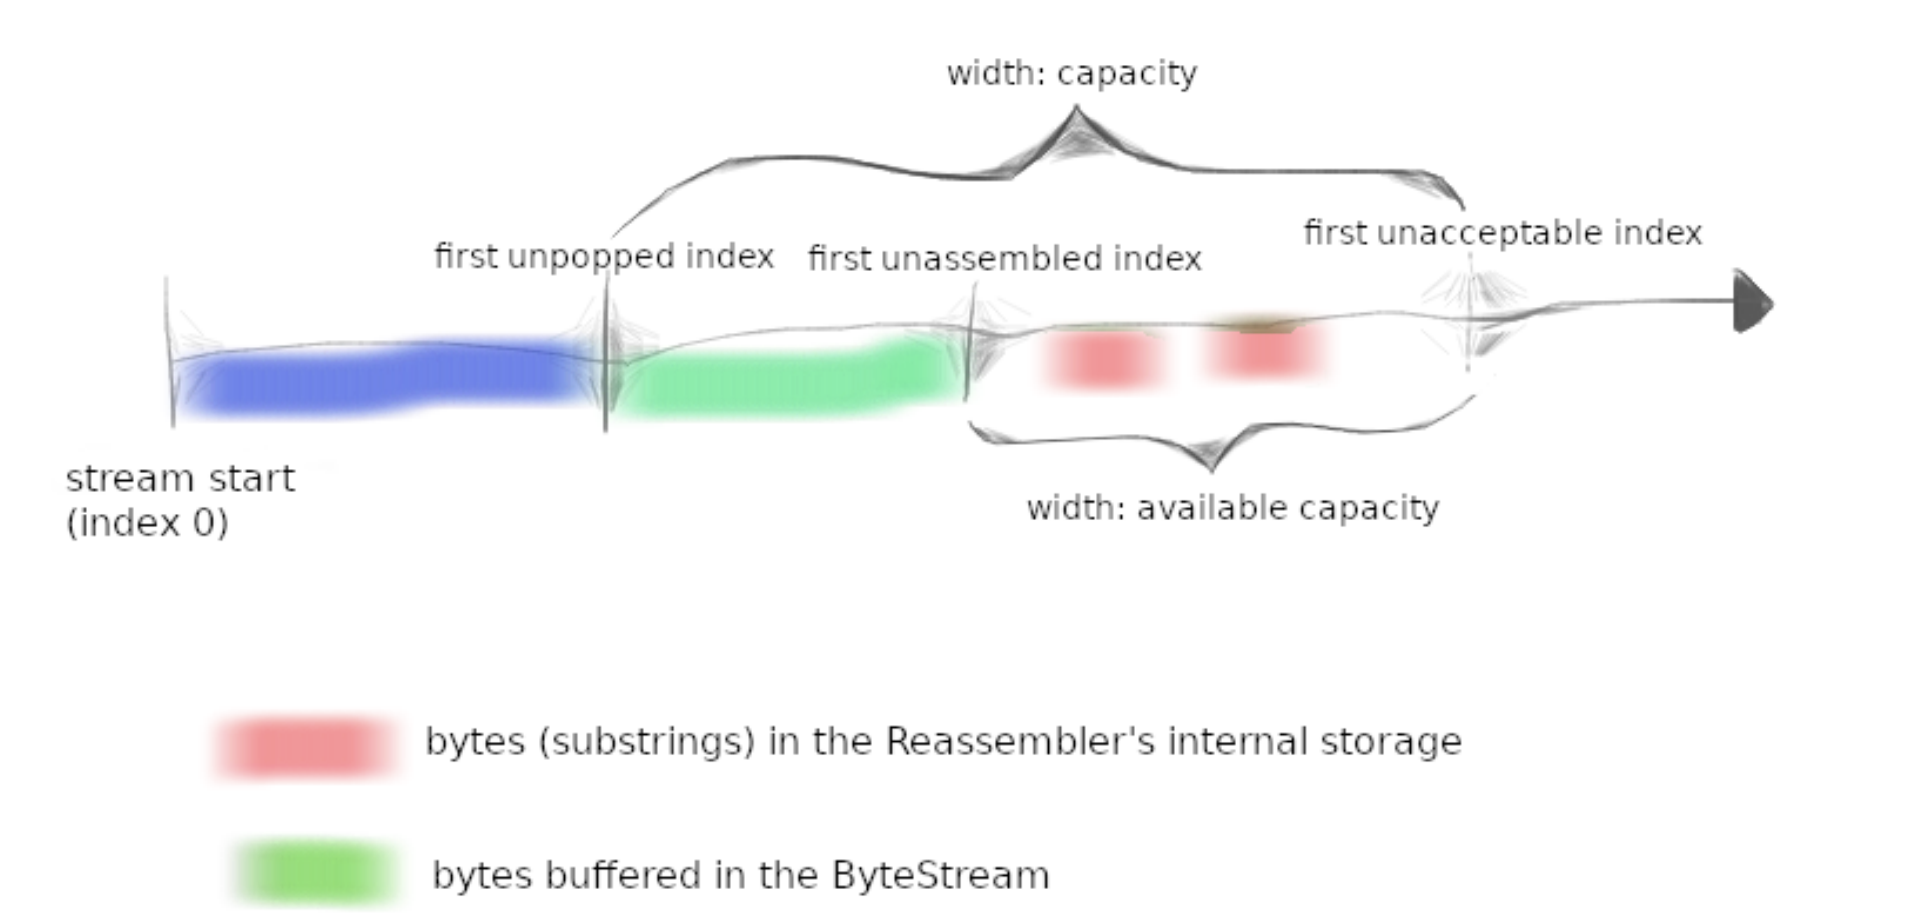 width: capacity
first unpopped index
first unassembled index
first unacceptable index
stream start
(index 0)
width: available capacity
bytes (substrings) in the Reassembler's internal storage
bytes buffered in the ByteStream